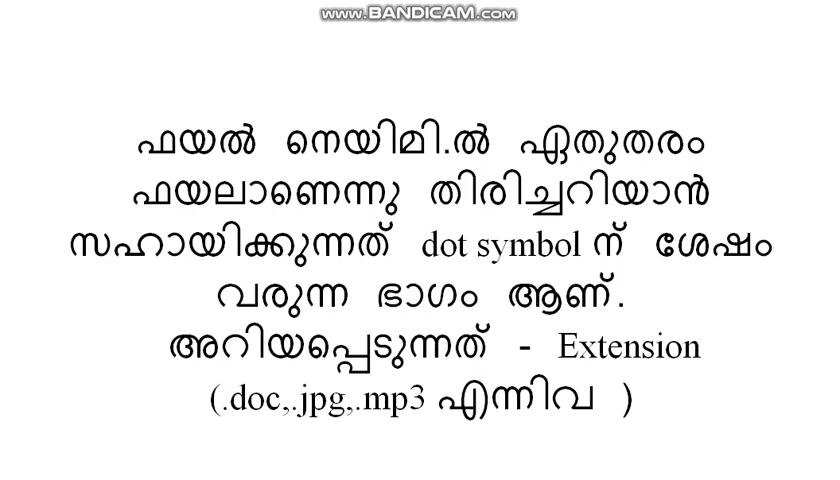 www.BANDICAM.com
ഫയൽ നെയിമി.ൽ ഏതുതരം
ഫയലാണെന്നു തിരിച്ചറിയാൻ
സഹായിക്കുന്നത് dot symbol ന് ശേഷം
വരുന്ന ഭാഗം ആണ്.
അറിയപ്പെടുന്നത് - Extension
(.doc,.jpg,.mp3 എന്നിവ )